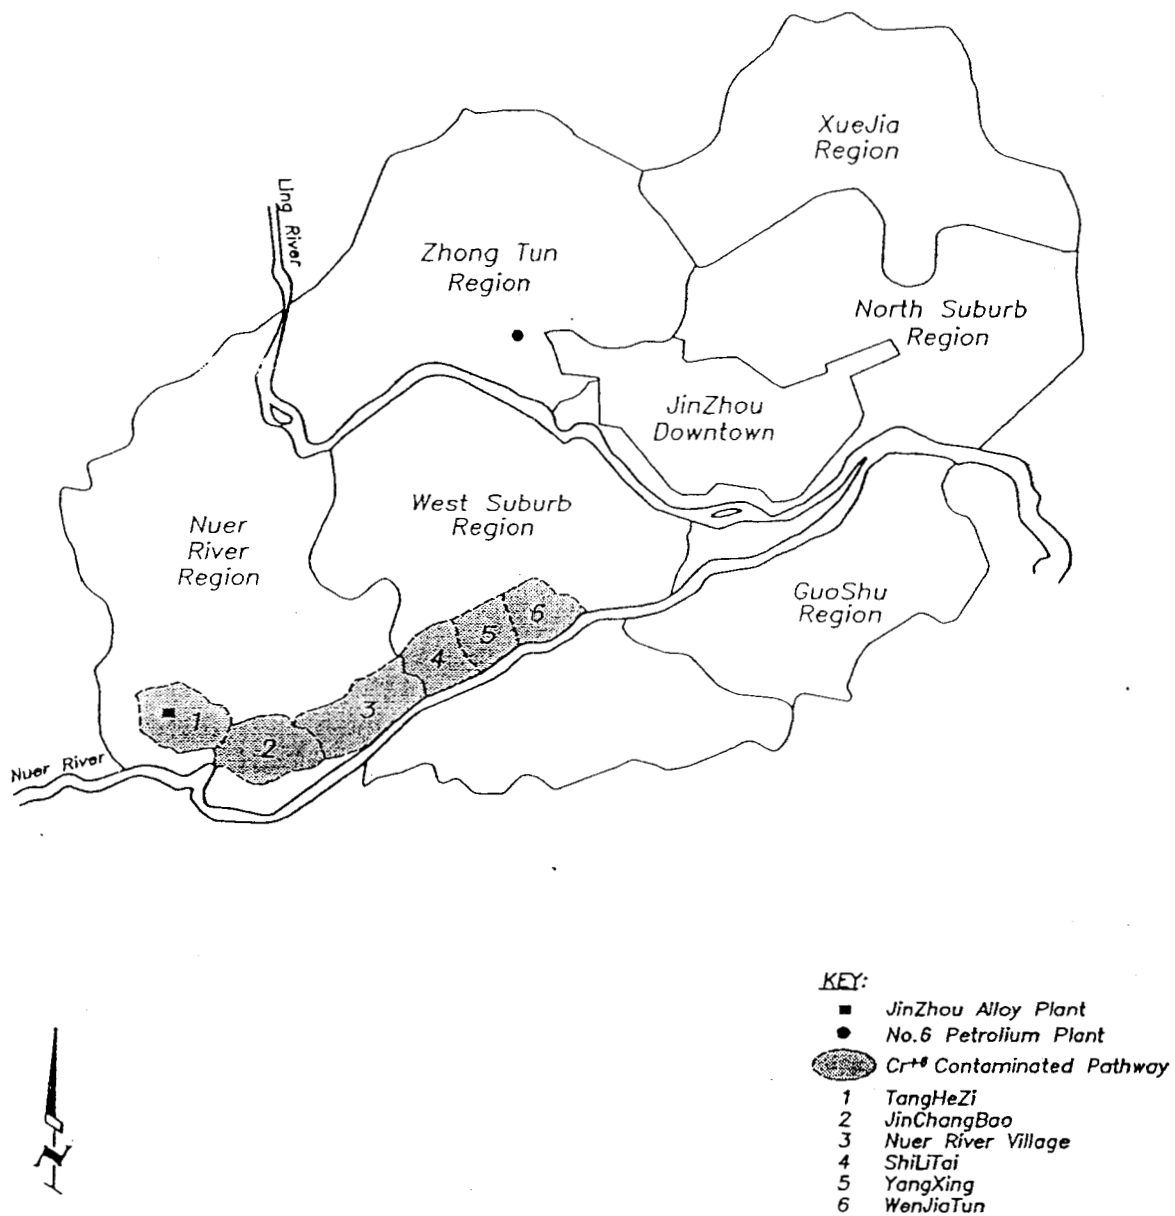 XueJia
Region
Ling River
Zhong Tun
Region
North Suburb
Region
JinZhou
Downtown
West Suburb
Region
Nuer
River
Region
GuoShu
Region
6
5
4
3
1
2
Nuer River
KEY:
JinZhou Alloy Plant
No.6 Petrolium Plant
Cr+6 Contaminated Pathway
1 TangHeZi
2 JinChangBao
3 Nuer River Village
4 ShiLiTai
5 YangXing
6 WenJiaTun
N